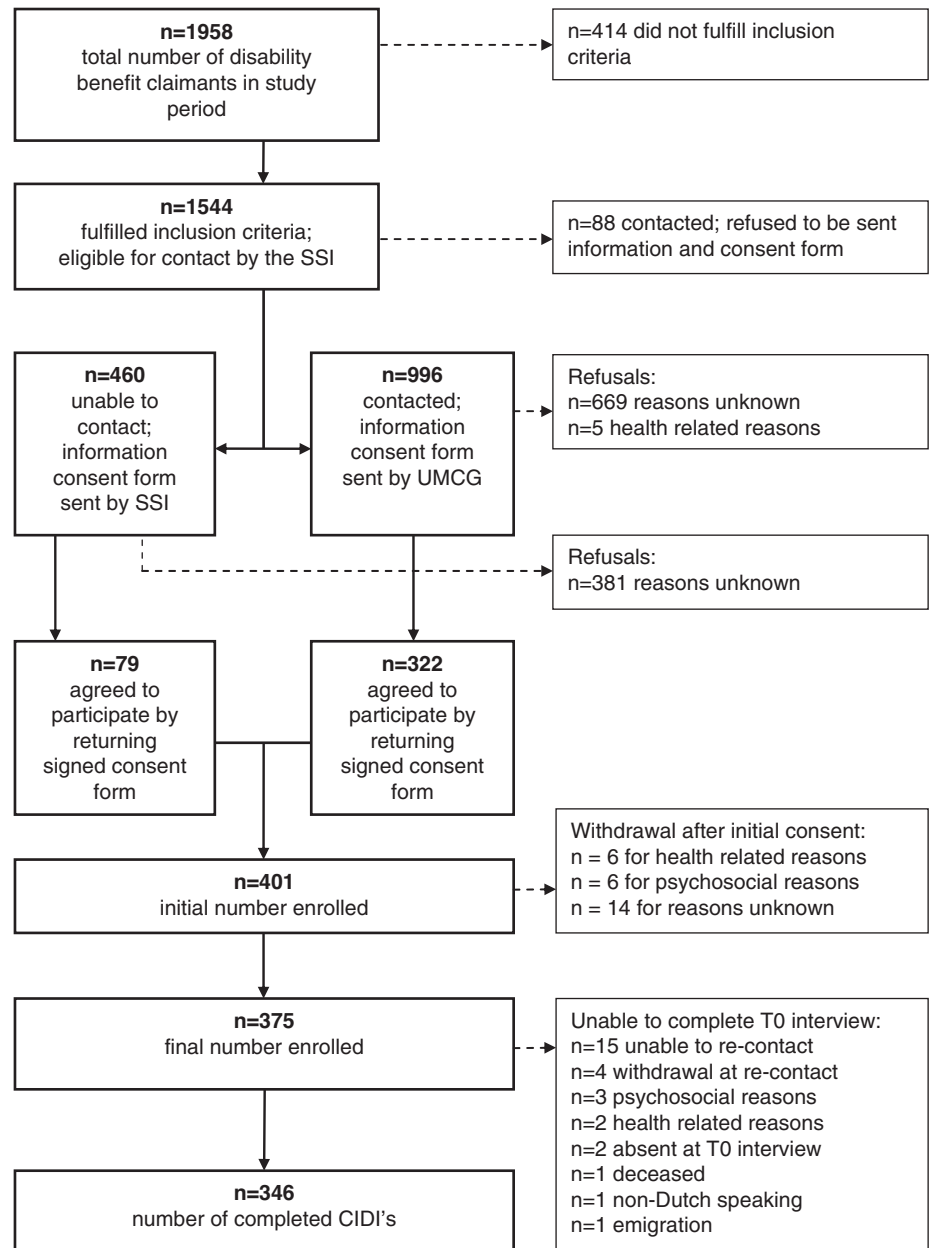 n=1958
total number of disability
benefit claimants in study
period
n=414 did not fulfill inclusion
criteria
n=1544
fulfilled inclusion criteria;
eligible for contact by the SSI
n=88 contacted; refused to be sent
information and consent form
n=460
unable to
contact;
information
consent form
sent by SSI
n=996
contacted;
information
consent form
sent by UMCG
Refusals:
n=669 reasons unknown
n=5 health related reasons
Refusals:
n=381 reasons unknown
n=79
agreed to
participate by
returning
signed consent
form
n=322
agreed to
participate by
returning
signed consent
form
n=401
initial number enrolled
Withdrawal after initial consent:
n = 6 for health related reasons
n = 6 for psychosocial reasons
n = 14 for reasons unknown
n=375
final number enrolled
Unable to complete T0 interview:
n=15 unable to re-contact
n=4 withdrawal at re-contact
n=3 psychosocial reasons
n=2 health related reasons
n=2 absent at T0 interview
n=1 deceased
n=1 non-Dutch speaking
n=1 emigration
n=346
number of completed CIDI's